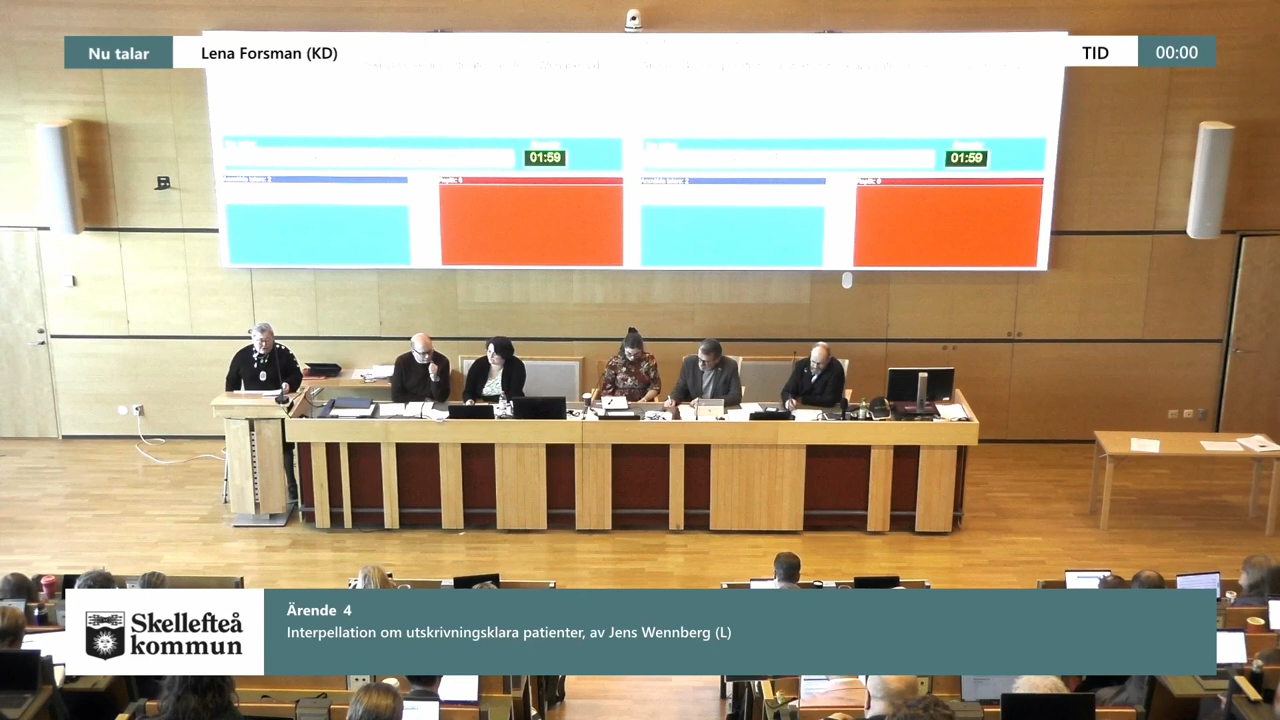 Nu talar
Lena Forsman (KD)
TID
00:00
01:59
01:59
Skellefteå
kommun
Ärende 4
Interpellation om utskrivningsklara patienter, av Jens Wennberg (L)